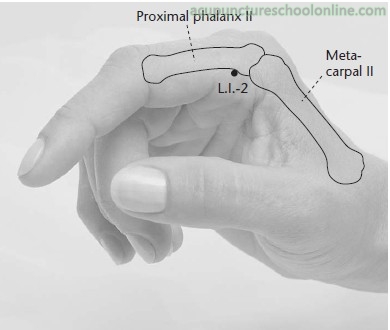 acupunctureschoolonline.com
Proximal phalanx II
Meta-
carpal II
L.I.-2